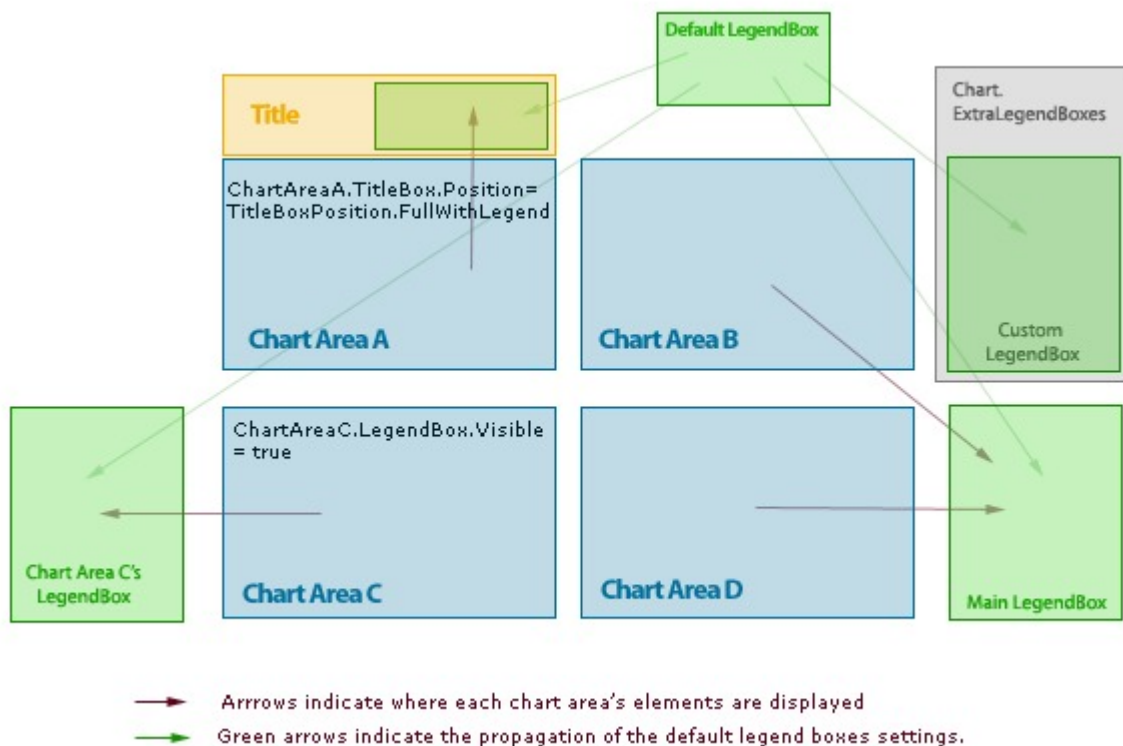 Default LegendBox
Title
Chart.
ExtraLegendBoxes
ChartAreaA.TitleBox.Position=
TitleBoxPosition.FullWithLegend
Chart Area A
Chart Area B
Custom
LegendBox
ChartAreaC.LegendBox.Visible
= true
Chart Area C's
LegendBox
Chart Area C
Chart Area D
Main LegendBox
Arrrows indicate where each chart area's elements are displayed
Green arrows indicate the propagation of the default legend boxes settings.